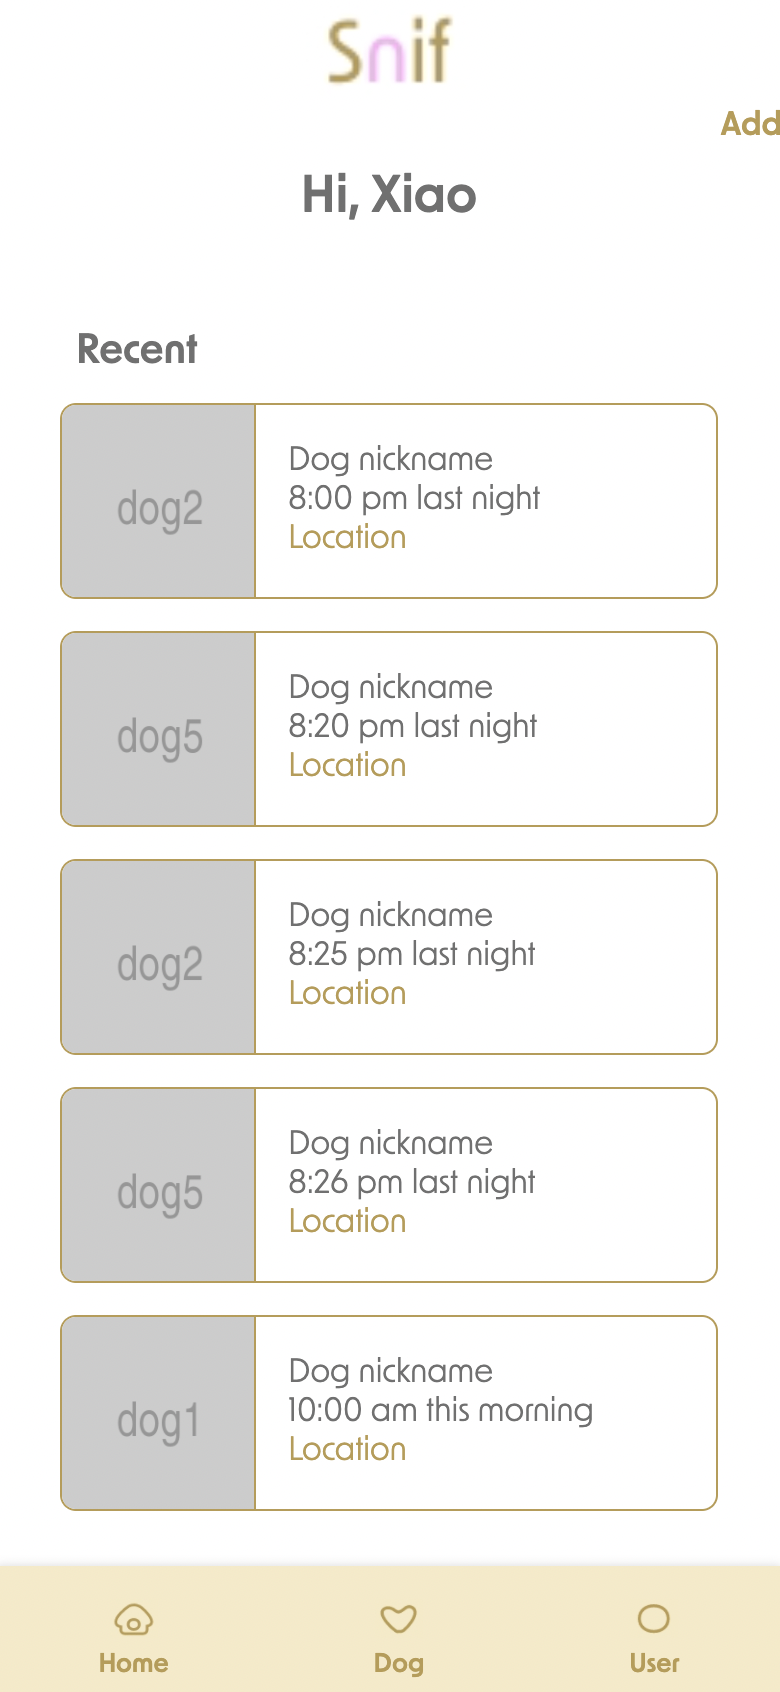 Snif
Add
Hi, Xiao
Recent
dog2
Dog nickname
8:00 pm last night
Location
dog5
Dog nickname
8:20 pm last night
Location
dog2
Dog nickname
8:25 pm last night
Location
dog5
Dog nickname
8:26 pm last night
Location
dog1
Dog nickname
10:00 am this morning
Location
Home
Dog
User